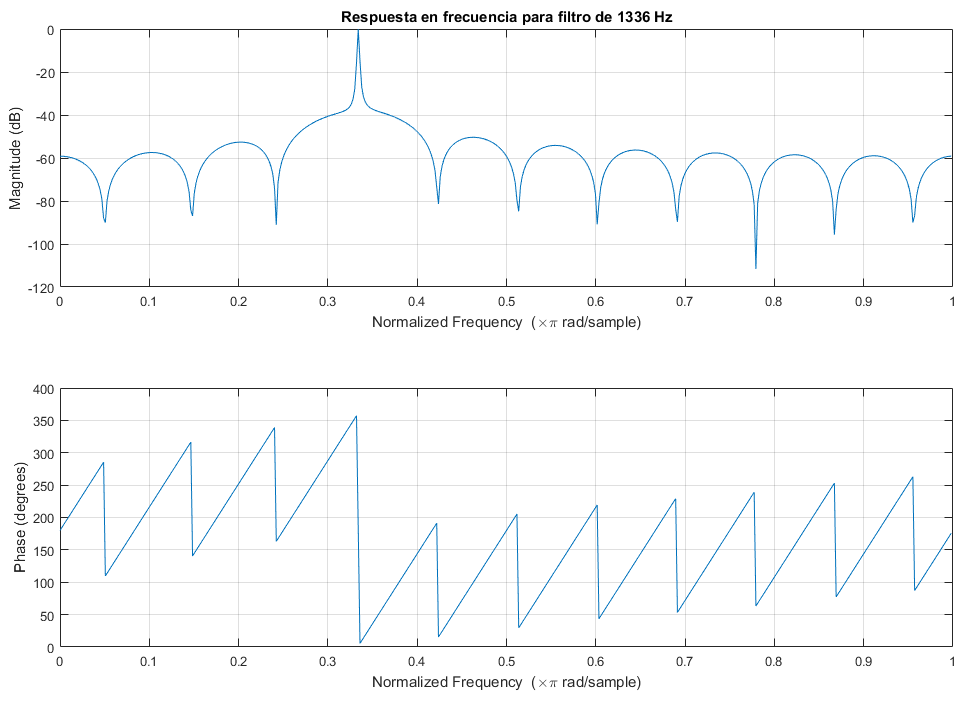 Respuesta en frecuencia para filtro de 1336 Hz
Magnitude (dB)
0
-20
-40
-60
-80
-100
-120
0 0.1 0.2 0.3 0.4 0.5 0.6 0.7 0.8 0.9 1
Normalized Frequency (×π rad/sample)
Phase (degrees)
400
350
300
250
200
150
100
50
0
0 0.1 0.2 0.3 0.4 0.5 0.6 0.7 0.8 0.9 1
Normalized Frequency (×π rad/sample)